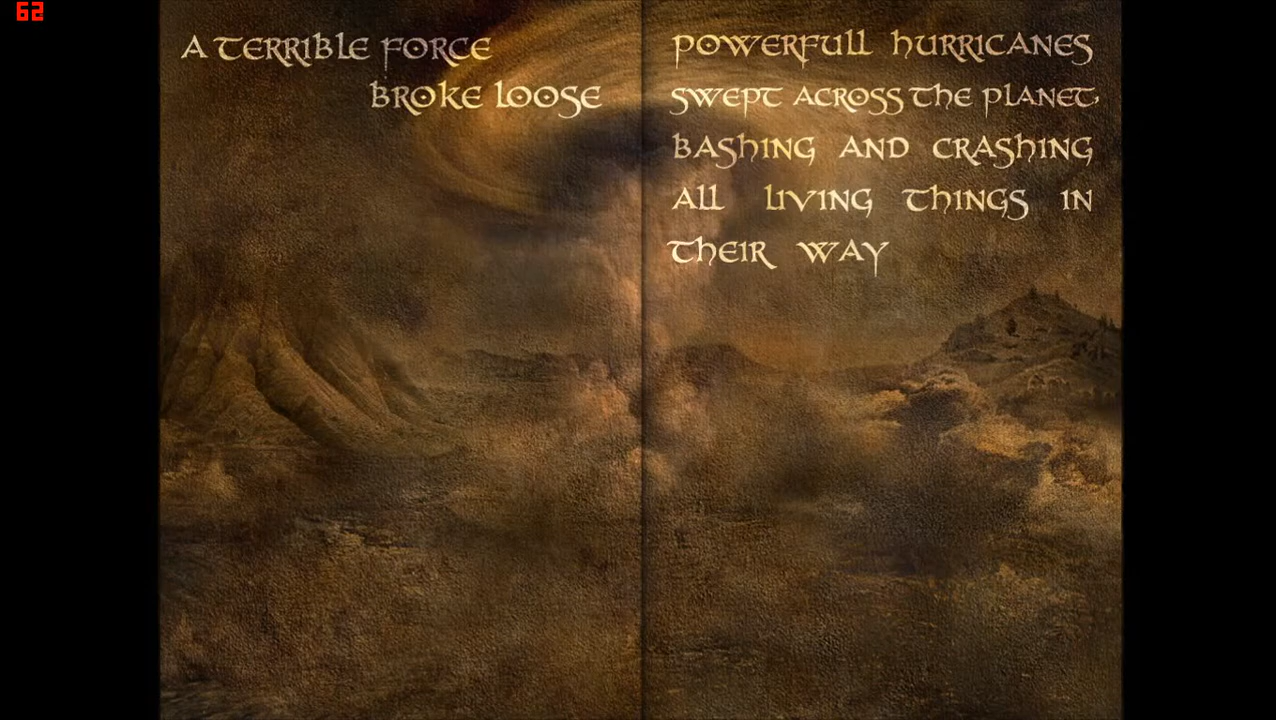 62
A TERRIBLE FORCE
BROKE LOOSE
POWERFULL HURRICANES
SWEPT ACROSS THE PLANET,
BASHING AND CRASHING
ALL LIVING THINGS IN
THEIR WAY